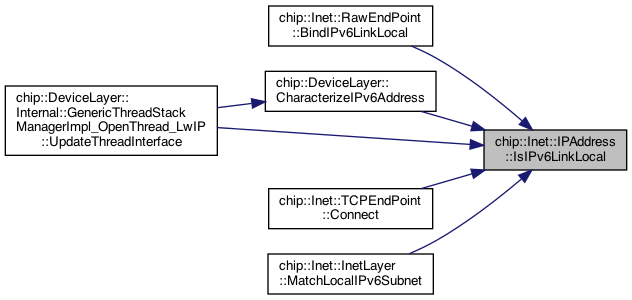 chip::Inet::RawEndPoint
::BindIPv6LinkLocal
chip::DeviceLayer::
CharacterizeIPv6Address
chip::DeviceLayer::
Internal::GenericThreadStack
ManagerImpl_OpenThread_LwIP
::UpdateThreadInterface
chip::Inet::IPAddress
::IsIPv6LinkLocal
chip::Inet::TCPEndPoint
::Connect
chip::Inet::InetLayer
::MatchLocalIPv6Subnet